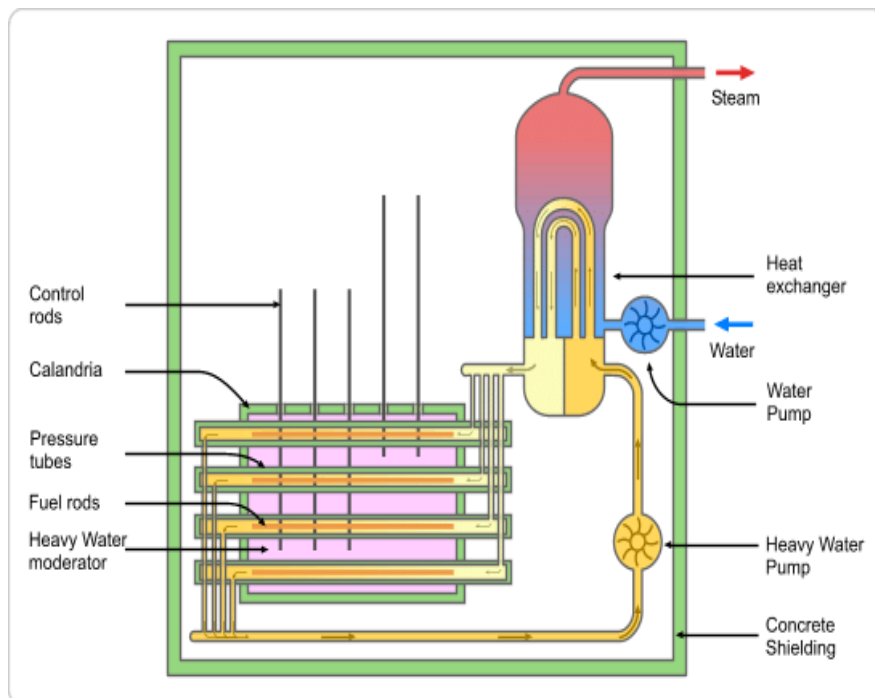 Steam
Heat
exchanger
Water
Water
Pump
Heavy Water
Pump
Concrete
Shielding
Control
rods
Calandria
Pressure
tubes
Fuel rods
Heavy Water
moderator